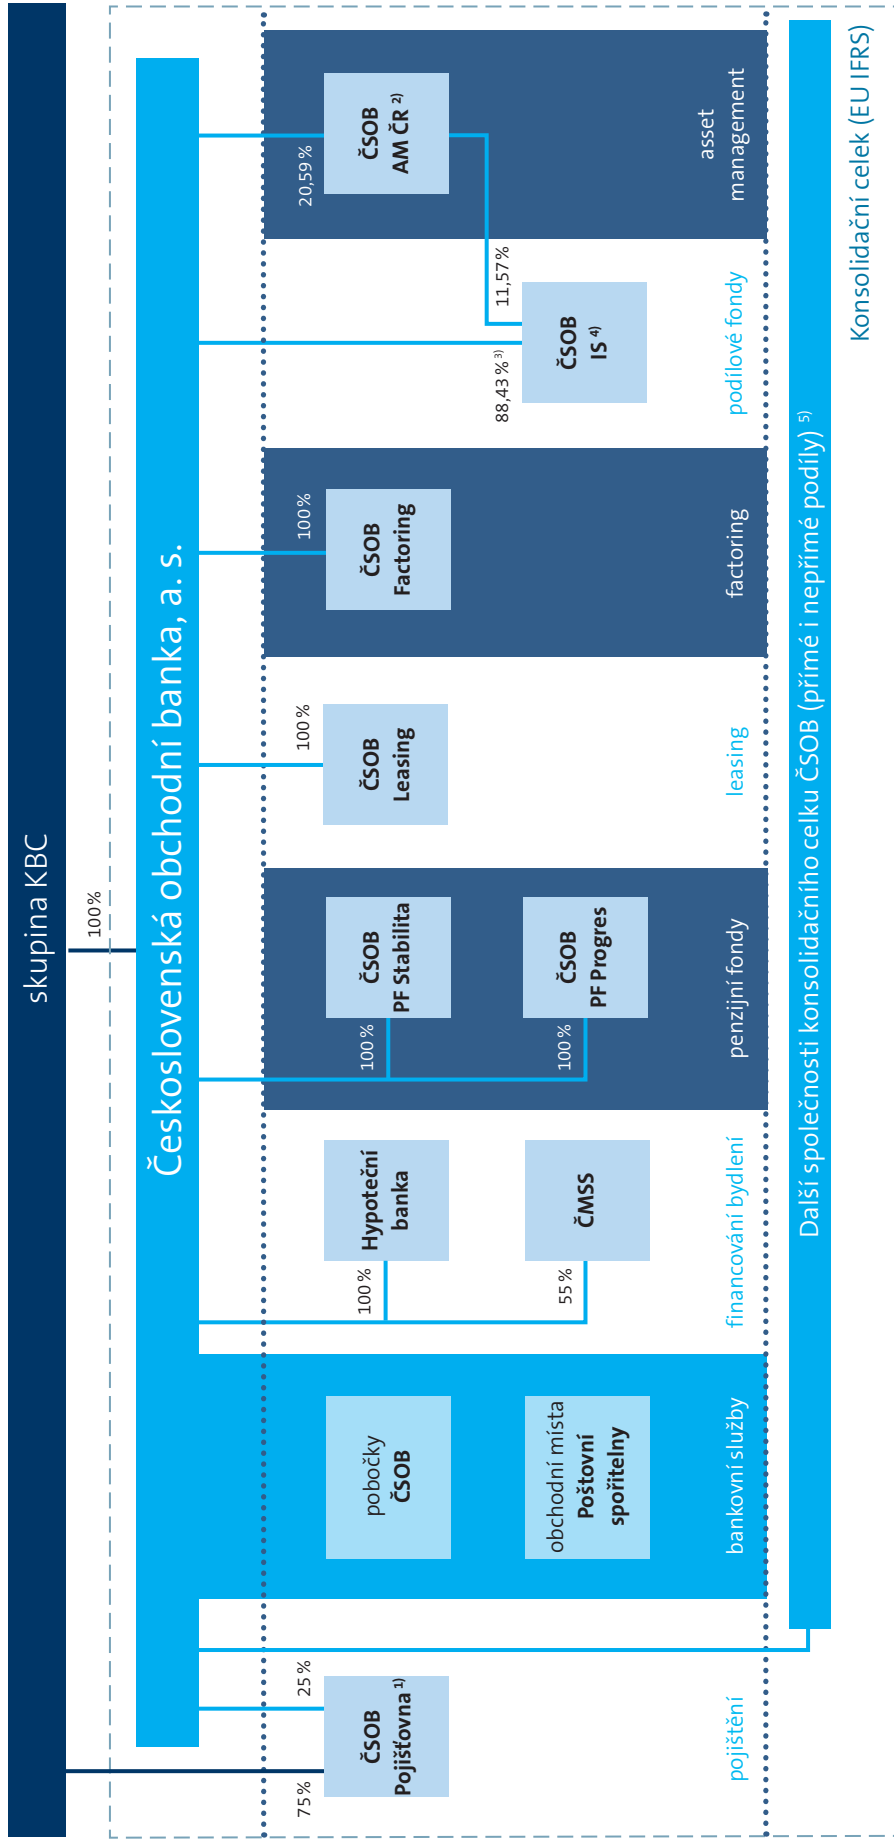 skupina KBC
100 %
Československá obchodní banka, a. s.
75 %
25 %
ČSOB
Pojišťovna 1)
pojištění
pobočky
ČSOB
obchodní místa
Poštovní
spořitelny
bankovní služby
100 %
Hypoteční
banka
55 %
ČMSS
financování bydlení
100 %
ČSOB
PF Stabilita
100 %
ČSOB
PF Progres
penzijní fondy
100 %
ČSOB
Leasing
leasing
100 %
ČSOB
Factoring
factoring
88,43 % 3)
11,57 %
ČSOB
IS 4)
podílové fondy
20,59 %
ČSOB
AM ČR 2)
asset
management
Další společnosti konsolidačního celku ČSOB (přímé i nepřímé podíly) 5)
Konsolidační celek (EU IFRS)